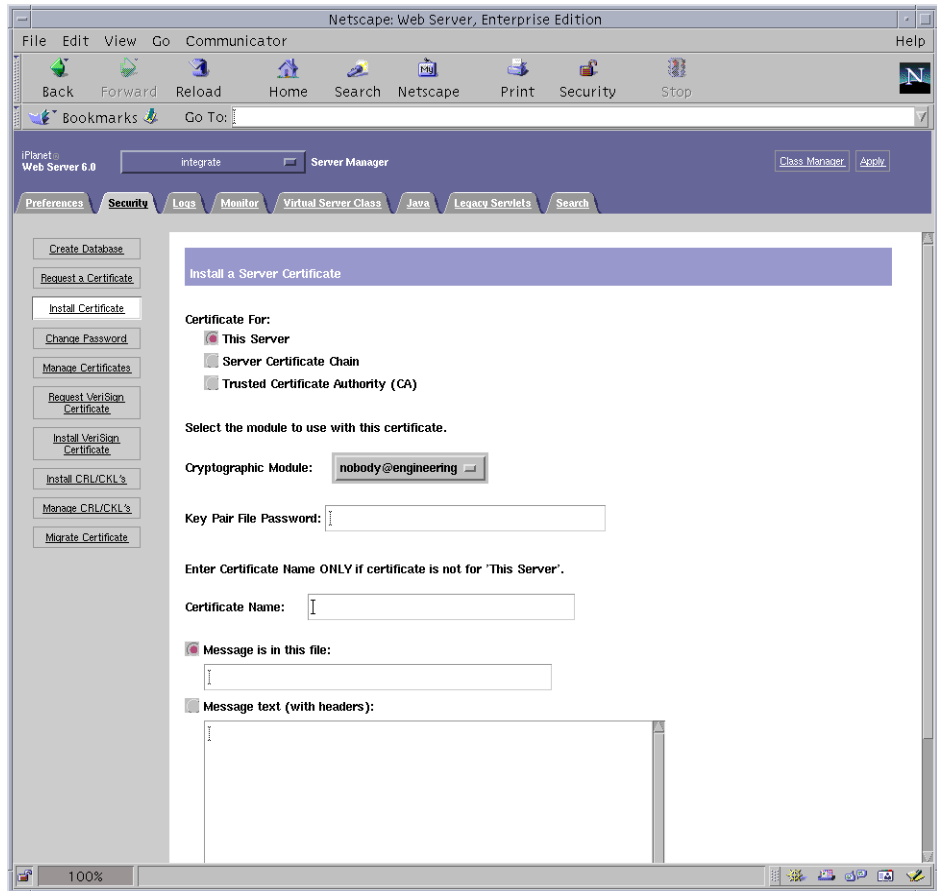 Netscape: Web Server, Enterprise Edition
File Edit View Go Communicator Help
Back Forward Reload Home Search Netscape Print Security Stop
My
N
Bookmarks Go To:
iPlanet
Web Server 6.0
integrate
Server Manager
Class Manager Apply
Preferences Security Logs Monitor Virtual Server Class Java Legacy Servlets Search
Create Database
Request a Certificate
Install Certificate
Change Password
Manage Certificates
Request VeriSign
Certificate
Install VeriSign
Certificate
Install CRL/CKL's
Manage CRL/CKL's
Migrate Certificate
Install a Server Certificate
Certificate For:
This Server
Server Certificate Chain
Trusted Certificate Authority (CA)
Select the module to use with this certificate.
Cryptographic Module: nobody@engineering
Key Pair File Password:
Enter Certificate Name ONLY if certificate is not for 'This Server'.
Certificate Name:
Message is in this file:
Message text (with headers):
100%